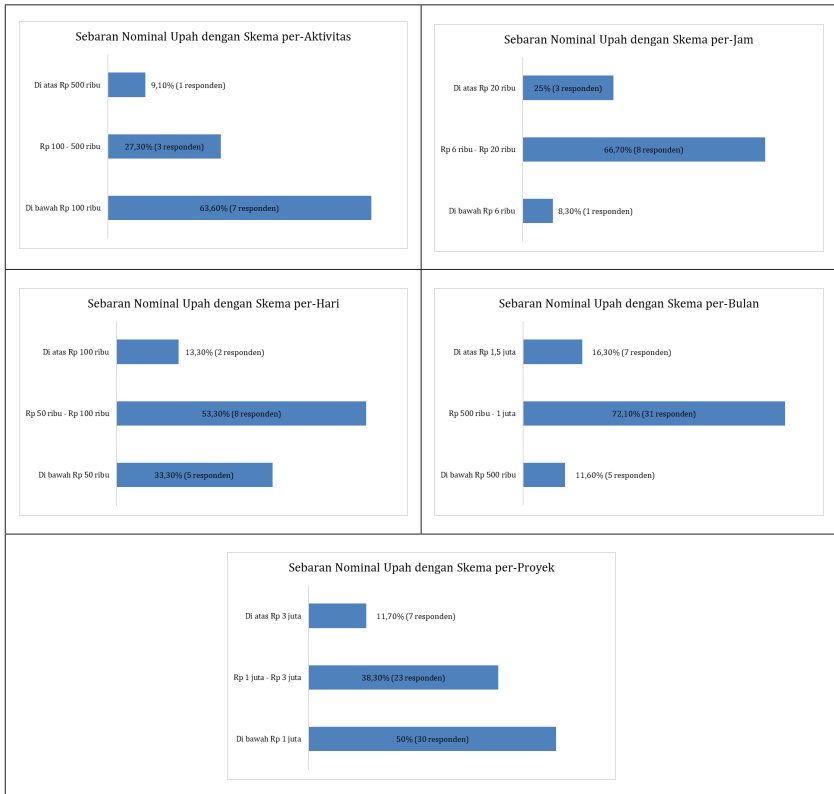 Sebaran Nominal Upah dengan Skema per-Aktivitas
Di atas Rp 500 ribu
9,10% (1 responden)
Rp 100 - 500 ribu
27,30% (3 responden)
Di bawah Rp 100 ribu
63,60% (7 responden)
Sebaran Nominal Upah dengan Skema per-Jam
Di atas Rp 20 ribu
25% (3 responden)
Rp 6 ribu - Rp 20 ribu
66,70% (8 responden)
Di bawah Rp 6 ribu
8,30% (1 responden)
Sebaran Nominal Upah dengan Skema per-Hari
Di atas Rp 100 ribu
13,30% (2 responden)
Rp 50 ribu - Rp 100 ribu
53,30% (8 responden)
Di bawah Rp 50 ribu
33,30% (5 responden)
Sebaran Nominal Upah dengan Skema per-Bulan
Di atas Rp 1,5 juta
16,30% (7 responden)
Rp 500 ribu - 1 juta
72,10% (31 responden)
Di bawah Rp 500 ribu
11,60% (5 responden)
Sebaran Nominal Upah dengan Skema per-Proyek
Di atas Rp 3 juta
11,70% (7 responden)
Rp 1 juta - Rp 3 juta
38,30% (23 responden)
Di bawah Rp 1 juta
50% (30 responden)